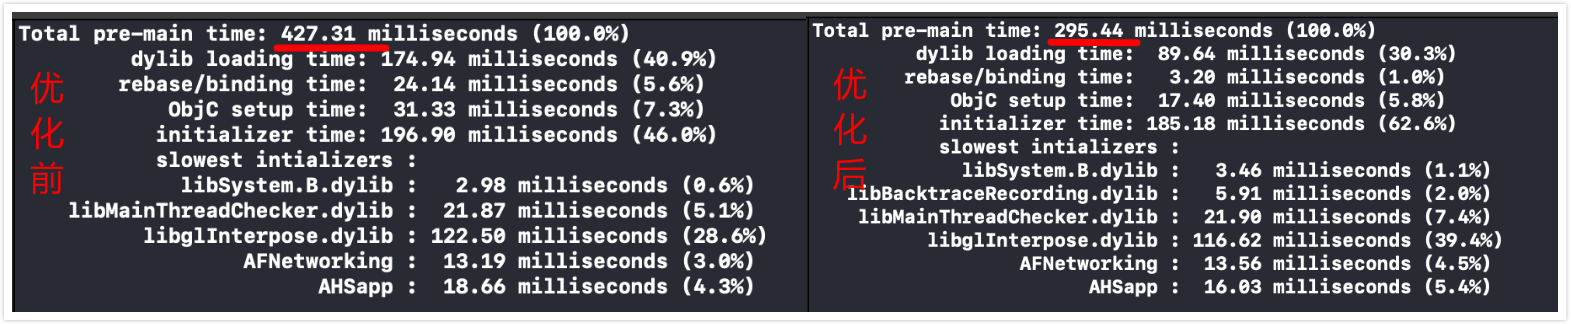 Total pre-main time: 427.31 milliseconds (100.0%)
dylib loading time: 174.94 milliseconds (40.9%)
rebase/binding time: 24.14 milliseconds (5.6%)
ObjC setup time: 31.33 milliseconds (7.3%)
initializer time: 196.90 milliseconds (46.0%)
slowest intializers :
libSystem.B.dylib : 2.98 milliseconds (0.6%)
libMainThreadChecker.dylib : 21.87 milliseconds (5.1%)
libglInterpose.dylib : 122.50 milliseconds (28.6%)
AFNetworking : 13.19 milliseconds (3.0%)
AHSapp : 18.66 milliseconds (4.3%)
优化前
Total pre-main time: 295.44 milliseconds (100.0%)
dylib loading time: 89.64 milliseconds (30.3%)
rebase/binding time: 3.20 milliseconds (1.0%)
ObjC setup time: 17.40 milliseconds (5.8%)
initializer time: 185.18 milliseconds (62.6%)
slowest intializers :
libSystem.B.dylib : 3.46 milliseconds (1.1%)
libBacktraceRecording.dylib : 5.91 milliseconds (2.0%)
libMainThreadChecker.dylib : 21.90 milliseconds (7.4%)
libglInterpose.dylib : 116.62 milliseconds (39.4%)
AFNetworking : 13.56 milliseconds (4.5%)
AHSapp : 16.03 milliseconds (5.4%)
优化后